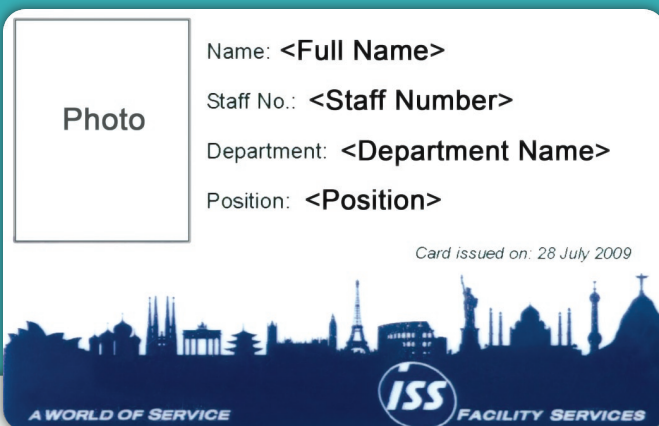 Photo
Name: <Full Name>
Staff No.: <Staff Number>
Department: <Department Name>
Position: <Position>
Card issued on: 28 July 2009
ISS
A WORLD OF SERVICE
FACILITY SERVICES